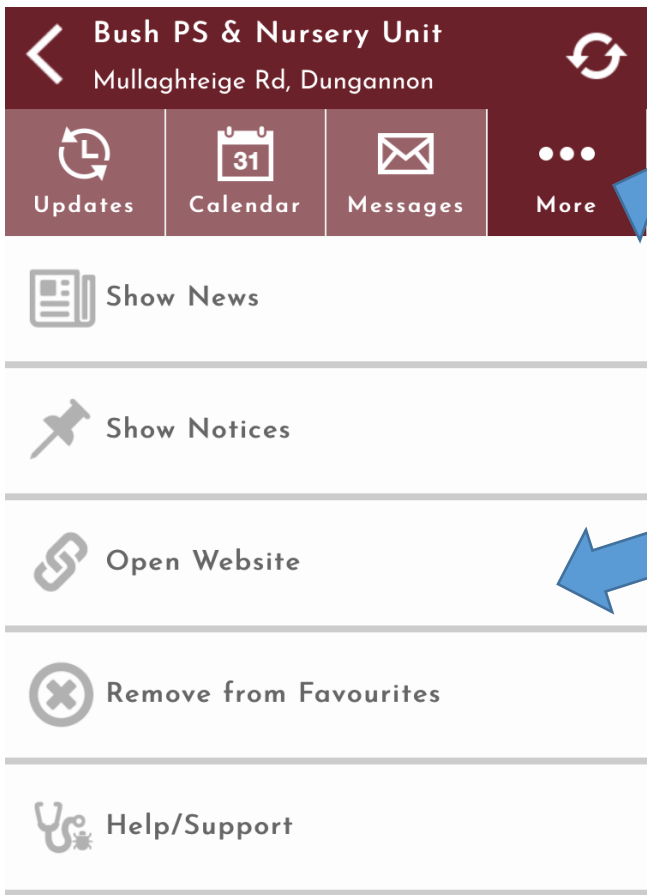 Bush PS & Nursery Unit
Mullaghteige Rd, Dungannon
31
Updates Calendar Messages More
Show News
Show Notices
Open Website
Remove from Favourites
Help/Support